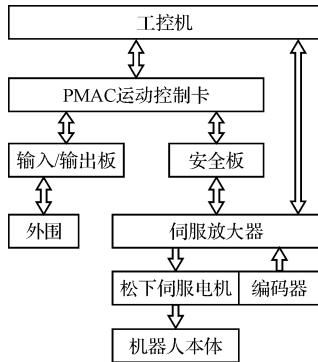 工控机
PMAC运动控制卡
输入/输出板
安全板
外围
伺服放大器
松下伺服电机
编码器
机器人本体